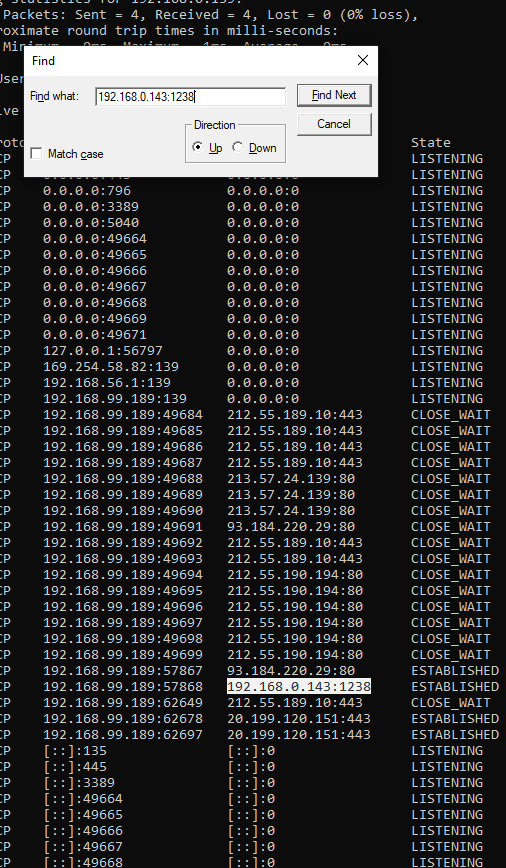 Packets: Sent = 4, Received = 4, Lost = 0 (0% loss),
roximate round trip times in milli-seconds:
Find
Find what: 192.168.0.143:1238 Find Next
Cancel
Direction
Up Down
Match case
User
ive
rotoc State
CP LISTENING
CP 0.0.0.0:0 LISTENING
CP 0.0.0.0:796 0.0.0.0:0 LISTENING
CP 0.0.0.0:3389 0.0.0.0:0 LISTENING
CP 0.0.0.0:5040 0.0.0.0:0 LISTENING
CP 0.0.0.0:49664 0.0.0.0:0 LISTENING
CP 0.0.0.0:49665 0.0.0.0:0 LISTENING
CP 0.0.0.0:49666 0.0.0.0:0 LISTENING
CP 0.0.0.0:49667 0.0.0.0:0 LISTENING
CP 0.0.0.0:49668 0.0.0.0:0 LISTENING
CP 0.0.0.0:49669 0.0.0.0:0 LISTENING
CP 0.0.0.0:49671 0.0.0.0:0 LISTENING
CP 127.0.0.1:56797 0.0.0.0:0 LISTENING
CP 169.254.58.82:139 0.0.0.0:0 LISTENING
CP 192.168.56.1:139 0.0.0.0:0 LISTENING
CP 192.168.99.189:139 0.0.0.0:0 LISTENING
CP 192.168.99.189:49684 212.55.189.10:443 CLOSE_WAIT
CP 192.168.99.189:49685 212.55.189.10:443 CLOSE_WAIT
CP 192.168.99.189:49686 212.55.189.10:443 CLOSE_WAIT
CP 192.168.99.189:49687 212.55.189.10:443 CLOSE_WAIT
CP 192.168.99.189:49688 213.57.24.139:80 CLOSE_WAIT
CP 192.168.99.189:49689 213.57.24.139:80 CLOSE_WAIT
CP 192.168.99.189:49690 213.57.24.139:80 CLOSE_WAIT
CP 192.168.99.189:49691 93.184.220.29:80 CLOSE_WAIT
CP 192.168.99.189:49692 212.55.189.10:443 CLOSE_WAIT
CP 192.168.99.189:49693 212.55.189.10:443 CLOSE_WAIT
CP 192.168.99.189:49694 212.55.190.194:80 CLOSE_WAIT
CP 192.168.99.189:49695 212.55.190.194:80 CLOSE_WAIT
CP 192.168.99.189:49696 212.55.190.194:80 CLOSE_WAIT
CP 192.168.99.189:49697 212.55.190.194:80 CLOSE_WAIT
CP 192.168.99.189:49698 212.55.190.194:80 CLOSE_WAIT
CP 192.168.99.189:49699 212.55.190.194:80 CLOSE_WAIT
CP 192.168.99.189:57867 93.184.220.29:80 ESTABLISHED
CP 192.168.99.189:57868 192.168.0.143:1238 ESTABLISHED
CP 192.168.99.189:62649 212.55.189.10:443 CLOSE_WAIT
CP 192.168.99.189:62678 20.199.120.151:443 ESTABLISHED
CP 192.168.99.189:62697 20.199.120.151:443 ESTABLISHED
CP [::]:135 [::]:0 LISTENING
CP [::]:445 [::]:0 LISTENING
CP [::]:3389 [::]:0 LISTENING
CP [::]:49664 [::]:0 LISTENING
CP [::]:49665 [::]:0 LISTENING
CP [::]:49666 [::]:0 LISTENING
CP [::]:49667 [::]:0 LISTENING
CP [::]:49668 [::]:0 LISTENING